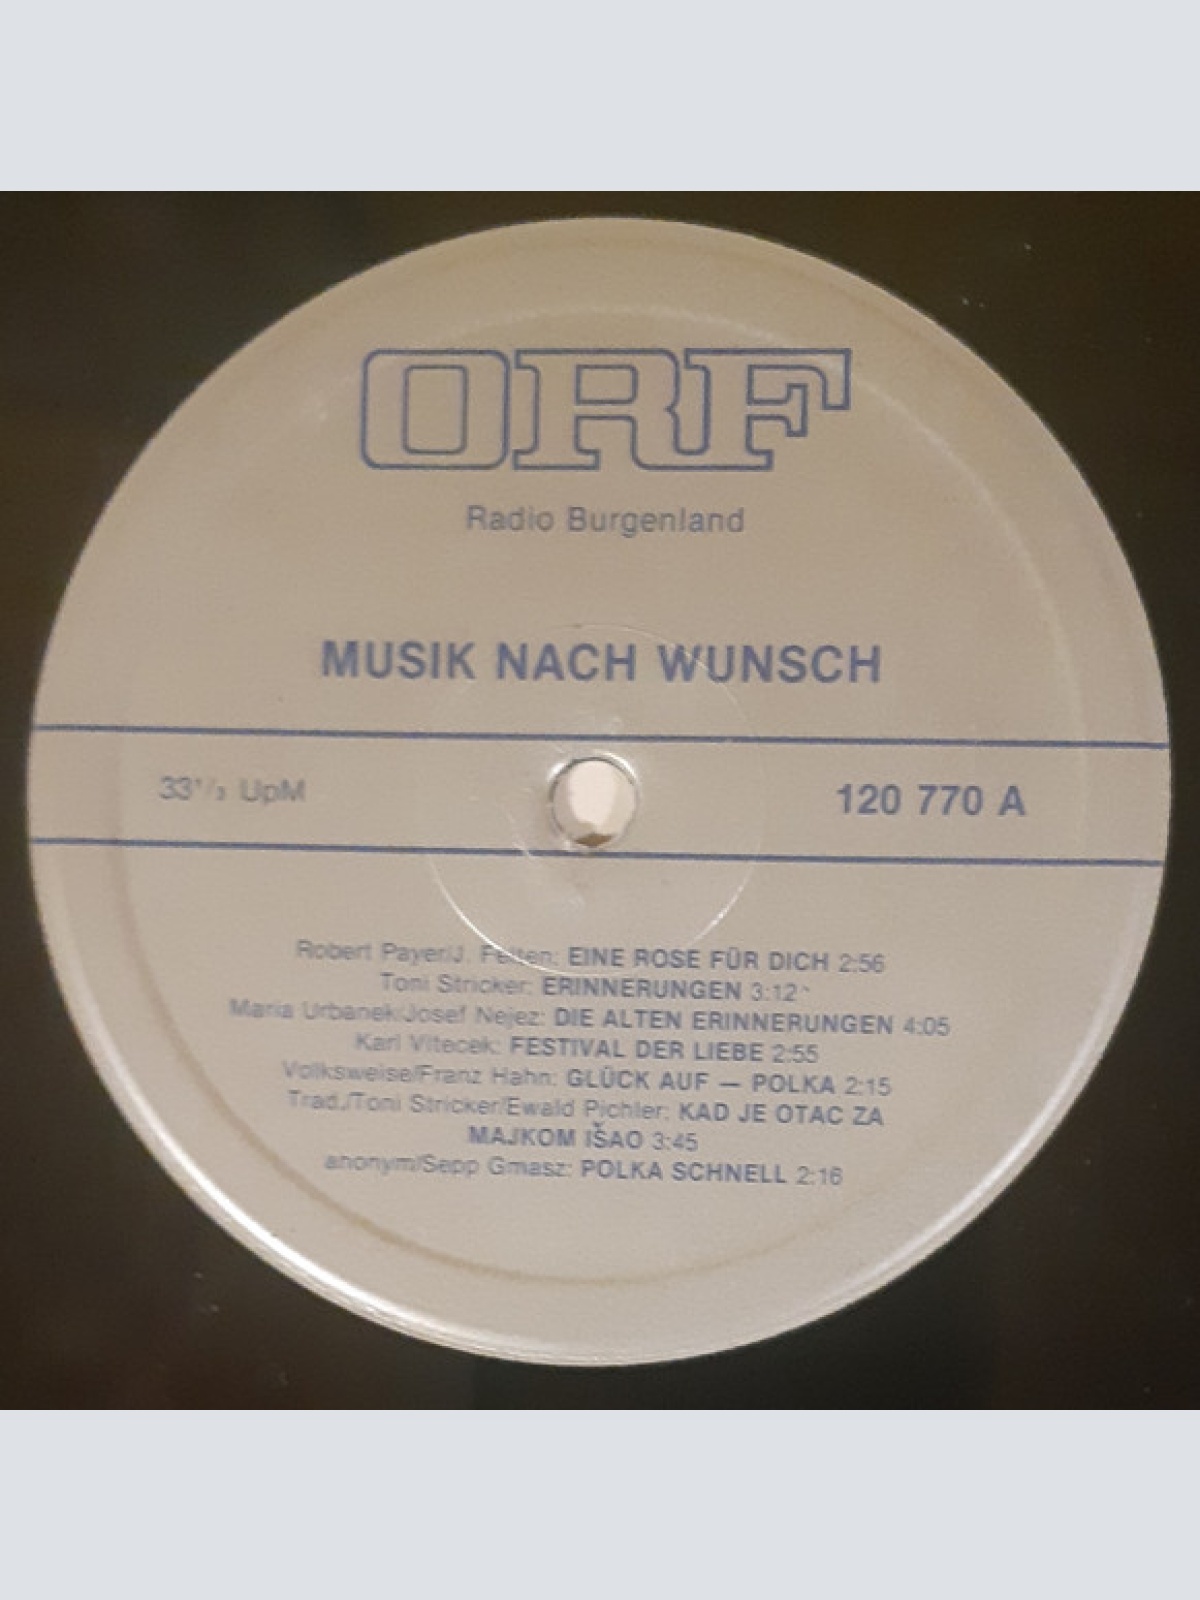 ORF
Radio Burgenland
MUSIK NACH WUNSCH
33 1/3 UpM
120 770 A
Robert Payer/J. Felten: EINE ROSE FÜR DICH 2:56
Toni Stricker: ERINNERUNGEN 3:12
Maria Urbanek/Josef Nejez: DIE ALTEN ERINNERUNGEN 4:05
Karl Vitecek: FESTIVAL DER LIEBE 2:55
Volksweise/Franz Hahn: GLÜCK AUF — POLKA 2:15
Trad./Toni Stricker/Ewald Pichler: KAD JE OTAC ZA
MAJKOM IŠAO 3:45
anonym/Sepp Gmasz: POLKA SCHNELL 2:16